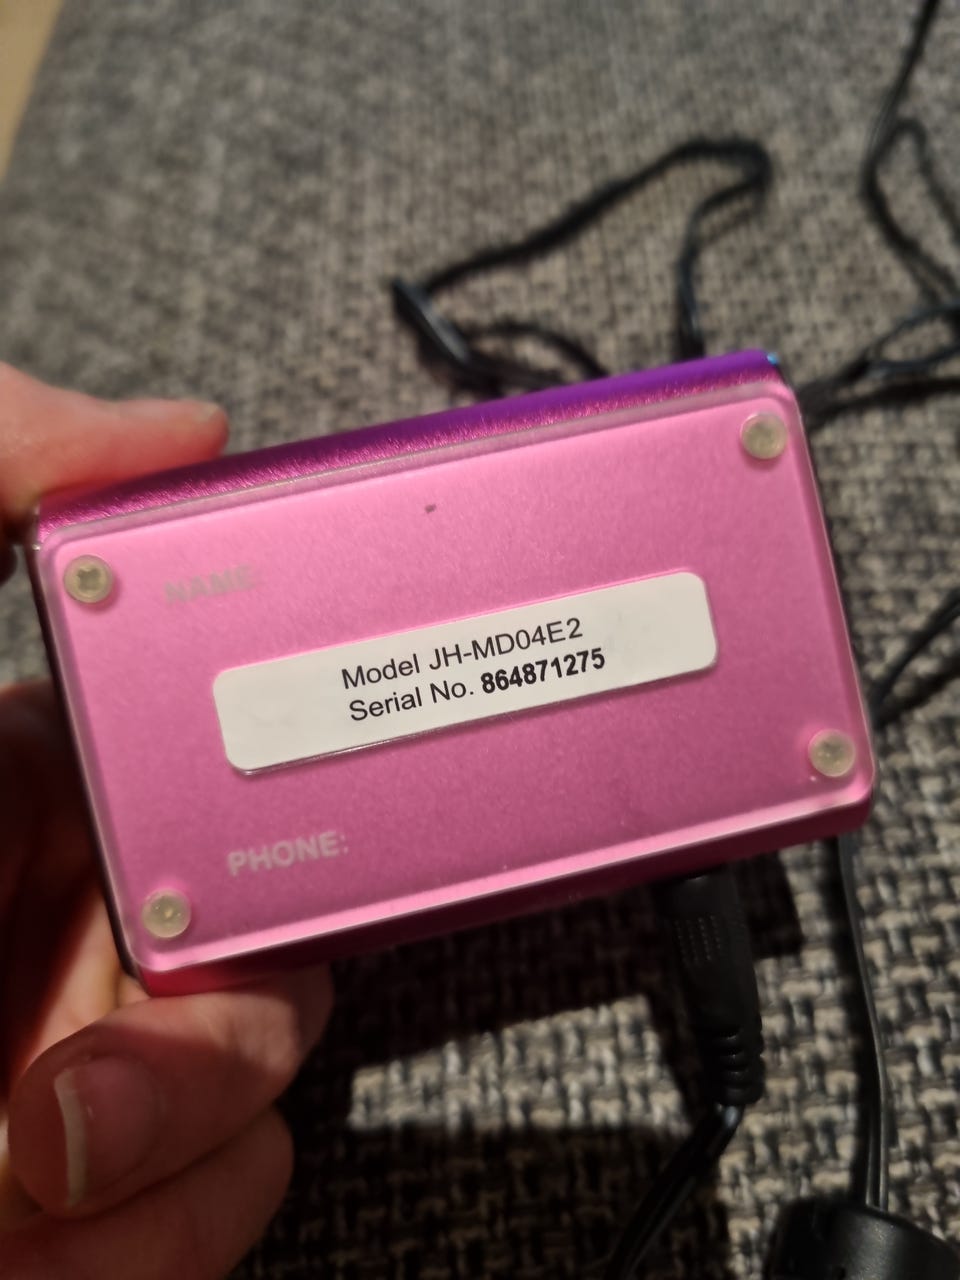 NAME:
Model JH-MD04E2
Serial No. 864871275
PHONE: